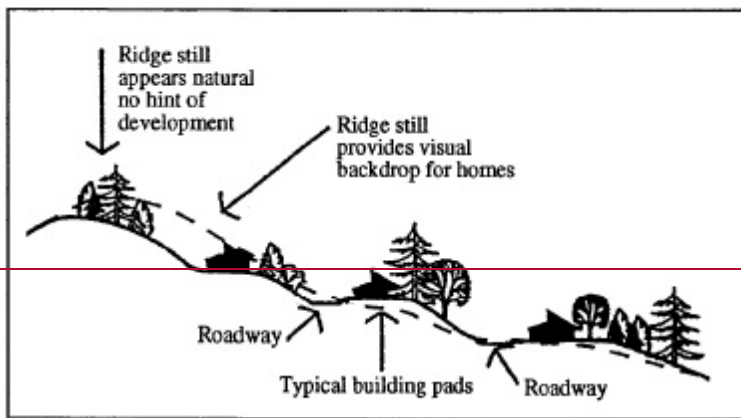 Ridge still
appears natural
no hint of
development
Ridge still
provides visual
backdrop for homes
Roadway
Typical building pads
Roadway